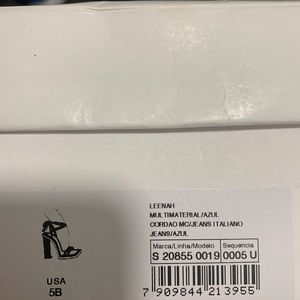 LEENAH
MULTIMATERIAL/AZUL
CORDAO MC/JEANS ITALIANO
JEANS/AZUL
Marca/Linha/Modelo Sequencia
S 20855 0019 0005 U
USA
5B
7 909844 213955